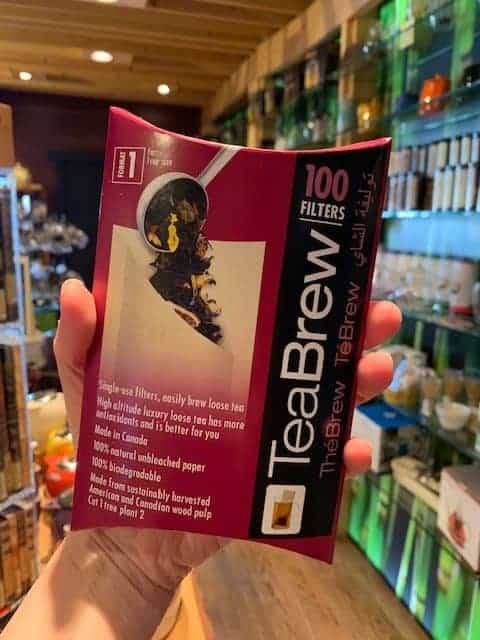 FORMAT
1
100
FILTERS
TeaBrew
ThéBrew TéBrew توليفة الشاي
Single-use filters, easily brew loose tea
High altitude luxury loose tea has more
antioxidants and is better for you
Made in Canada
100% natural unbleached paper
100% biodegradable
Made from sustainably harvested
American and Canadian wood pulp
Cut 1 tree plant 2